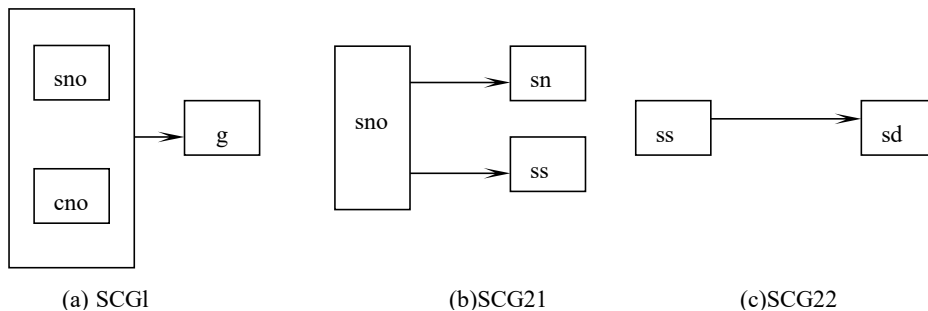 sno
cno
g
(a) SCGl
sno
sn
ss
(b)SCG21
ss
sd
(c)SCG22